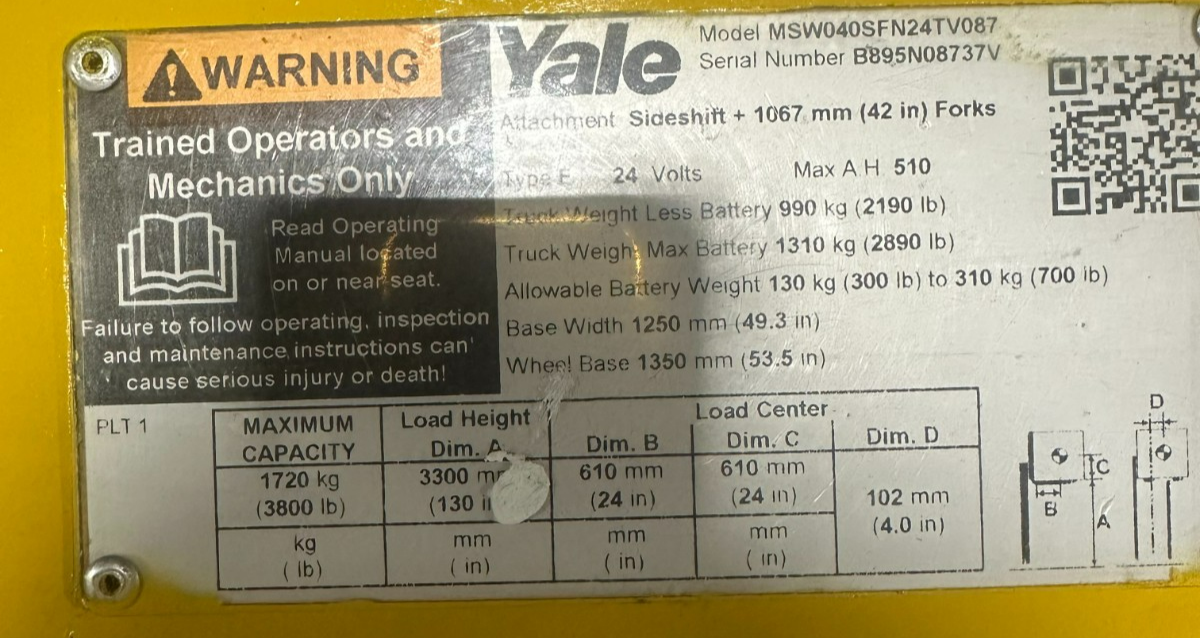 WARNING
Trained Operators and
Mechanics Only
Read Operating
Manual located
on or near seat.
Failure to follow operating, inspection
and maintenance instructions can
cause serious injury or death!
Yale
Model MSW040SFN24TV087
Serial Number B895N08737V
Attachment Sideshift + 1067 mm (42 in) Forks
Type E 24 Volts Max A H 510
Truck Weight Less Battery 990 kg (2190 lb)
Truck Weight Max Battery 1310 kg (2890 lb)
Allowable Battery Weight 130 kg (300 lb) to 310 kg (700 lb)
Base Width 1250 mm (49.3 in)
Wheel Base 1350 mm (53.5 in)
PLT 1
MAXIMUM Load Height Load Center
CAPACITY Dim. A Dim. B Dim. C Dim. D
1720 kg 3300 mm 610 mm 610 mm 102 mm
(3800 lb) (130 in (24 in) (24 in) (4.0 in)
kg mm mm mm
( lb) ( in) ( in) ( in)
D
C
B
A